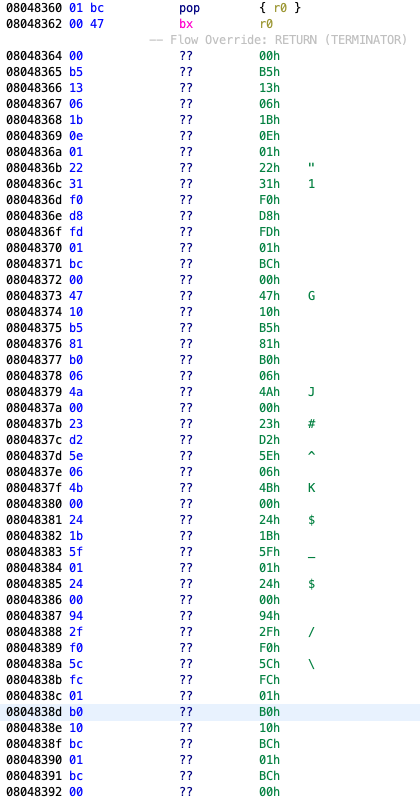 08048360 01 bc pop { r0 }
08048362 00 47 bx r0
-- Flow Override: RETURN (TERMINATOR)
08048364 00 ?? 00h
08048365 b5 ?? B5h
08048366 13 ?? 13h
08048367 06 ?? 06h
08048368 1b ?? 1Bh
08048369 0e ?? 0Eh
0804836a 01 ?? 01h
0804836b 22 ?? 22h "
0804836c 31 ?? 31h 1
0804836d f0 ?? F0h
0804836e d8 ?? D8h
0804836f fd ?? FDh
08048370 01 ?? 01h
08048371 bc ?? BCh
08048372 00 ?? 00h
08048373 47 ?? 47h G
08048374 10 ?? 10h
08048375 b5 ?? B5h
08048376 81 ?? 81h
08048377 b0 ?? B0h
08048378 06 ?? 06h
08048379 4a ?? 4Ah J
0804837a 00 ?? 00h
0804837b 23 ?? 23h #
0804837c d2 ?? D2h
0804837d 5e ?? 5Eh ^
0804837e 06 ?? 06h
0804837f 4b ?? 4Bh K
08048380 00 ?? 00h
08048381 24 ?? 24h $
08048382 1b ?? 1Bh
08048383 5f ?? 5Fh _
08048384 01 ?? 01h
08048385 24 ?? 24h $
08048386 00 ?? 00h
08048387 94 ?? 94h
08048388 2f ?? 2Fh /
08048389 f0 ?? F0h
0804838a 5c ?? 5Ch \
0804838b fc ?? FCh
0804838c 01 ?? 01h
0804838d b0 ?? B0h
0804838e 10 ?? 10h
0804838f bc ?? BCh
08048390 01 ?? 01h
08048391 bc ?? BCh
08048392 00 ?? 00h